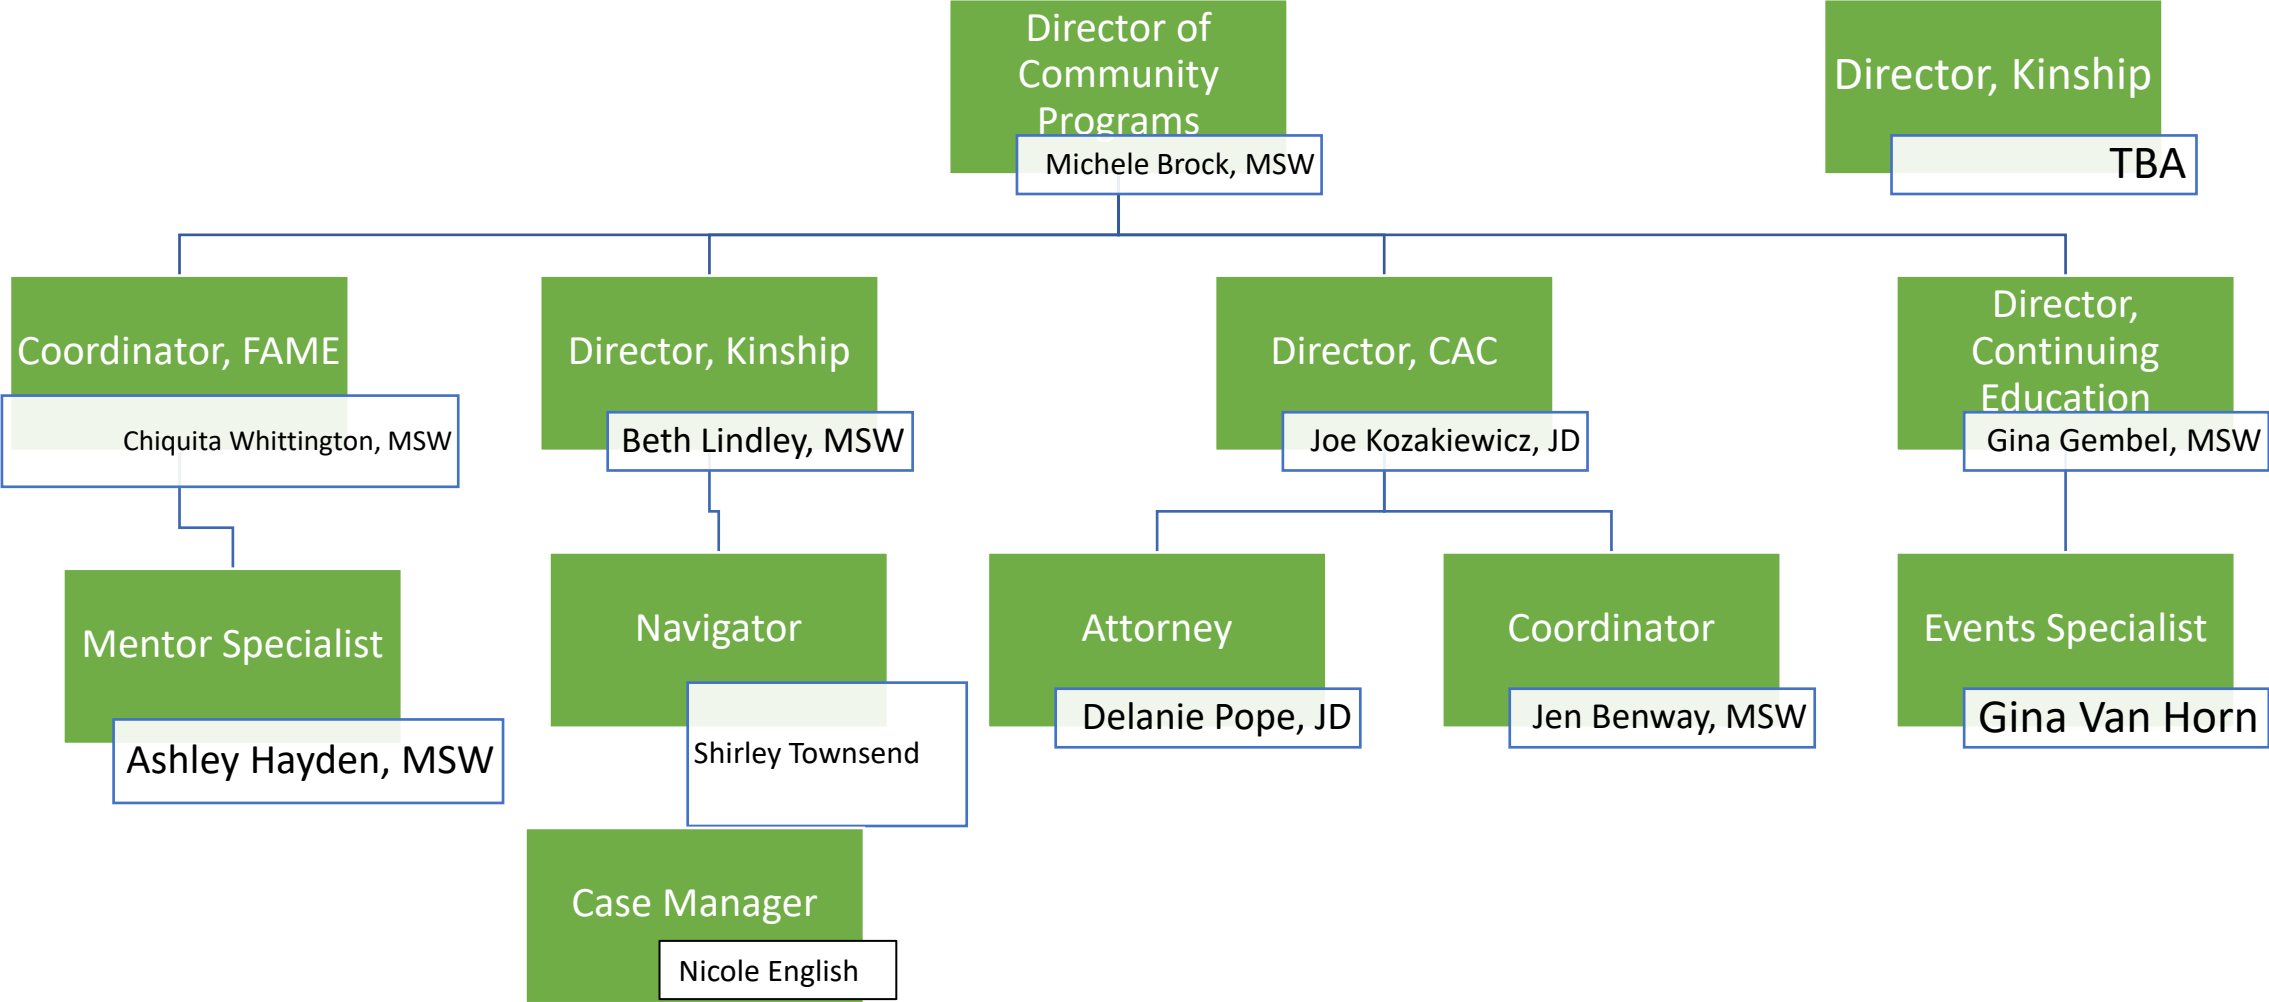 Director of
Community
Programs
Michele Brock, MSW
Director, Kinship
TBA
Coordinator, FAME
Chiquita Whittington, MSW
Director, Kinship
Beth Lindley, MSW
Director, CAC
Joe Kozakiewicz, JD
Director,
Continuing
Education
Gina Gembel, MSW
Mentor Specialist
Ashley Hayden, MSW
Navigator
Shirley Townsend
Attorney
Delanie Pope, JD
Coordinator
Jen Benway, MSW
Events Specialist
Gina Van Horn
Case Manager
Nicole English